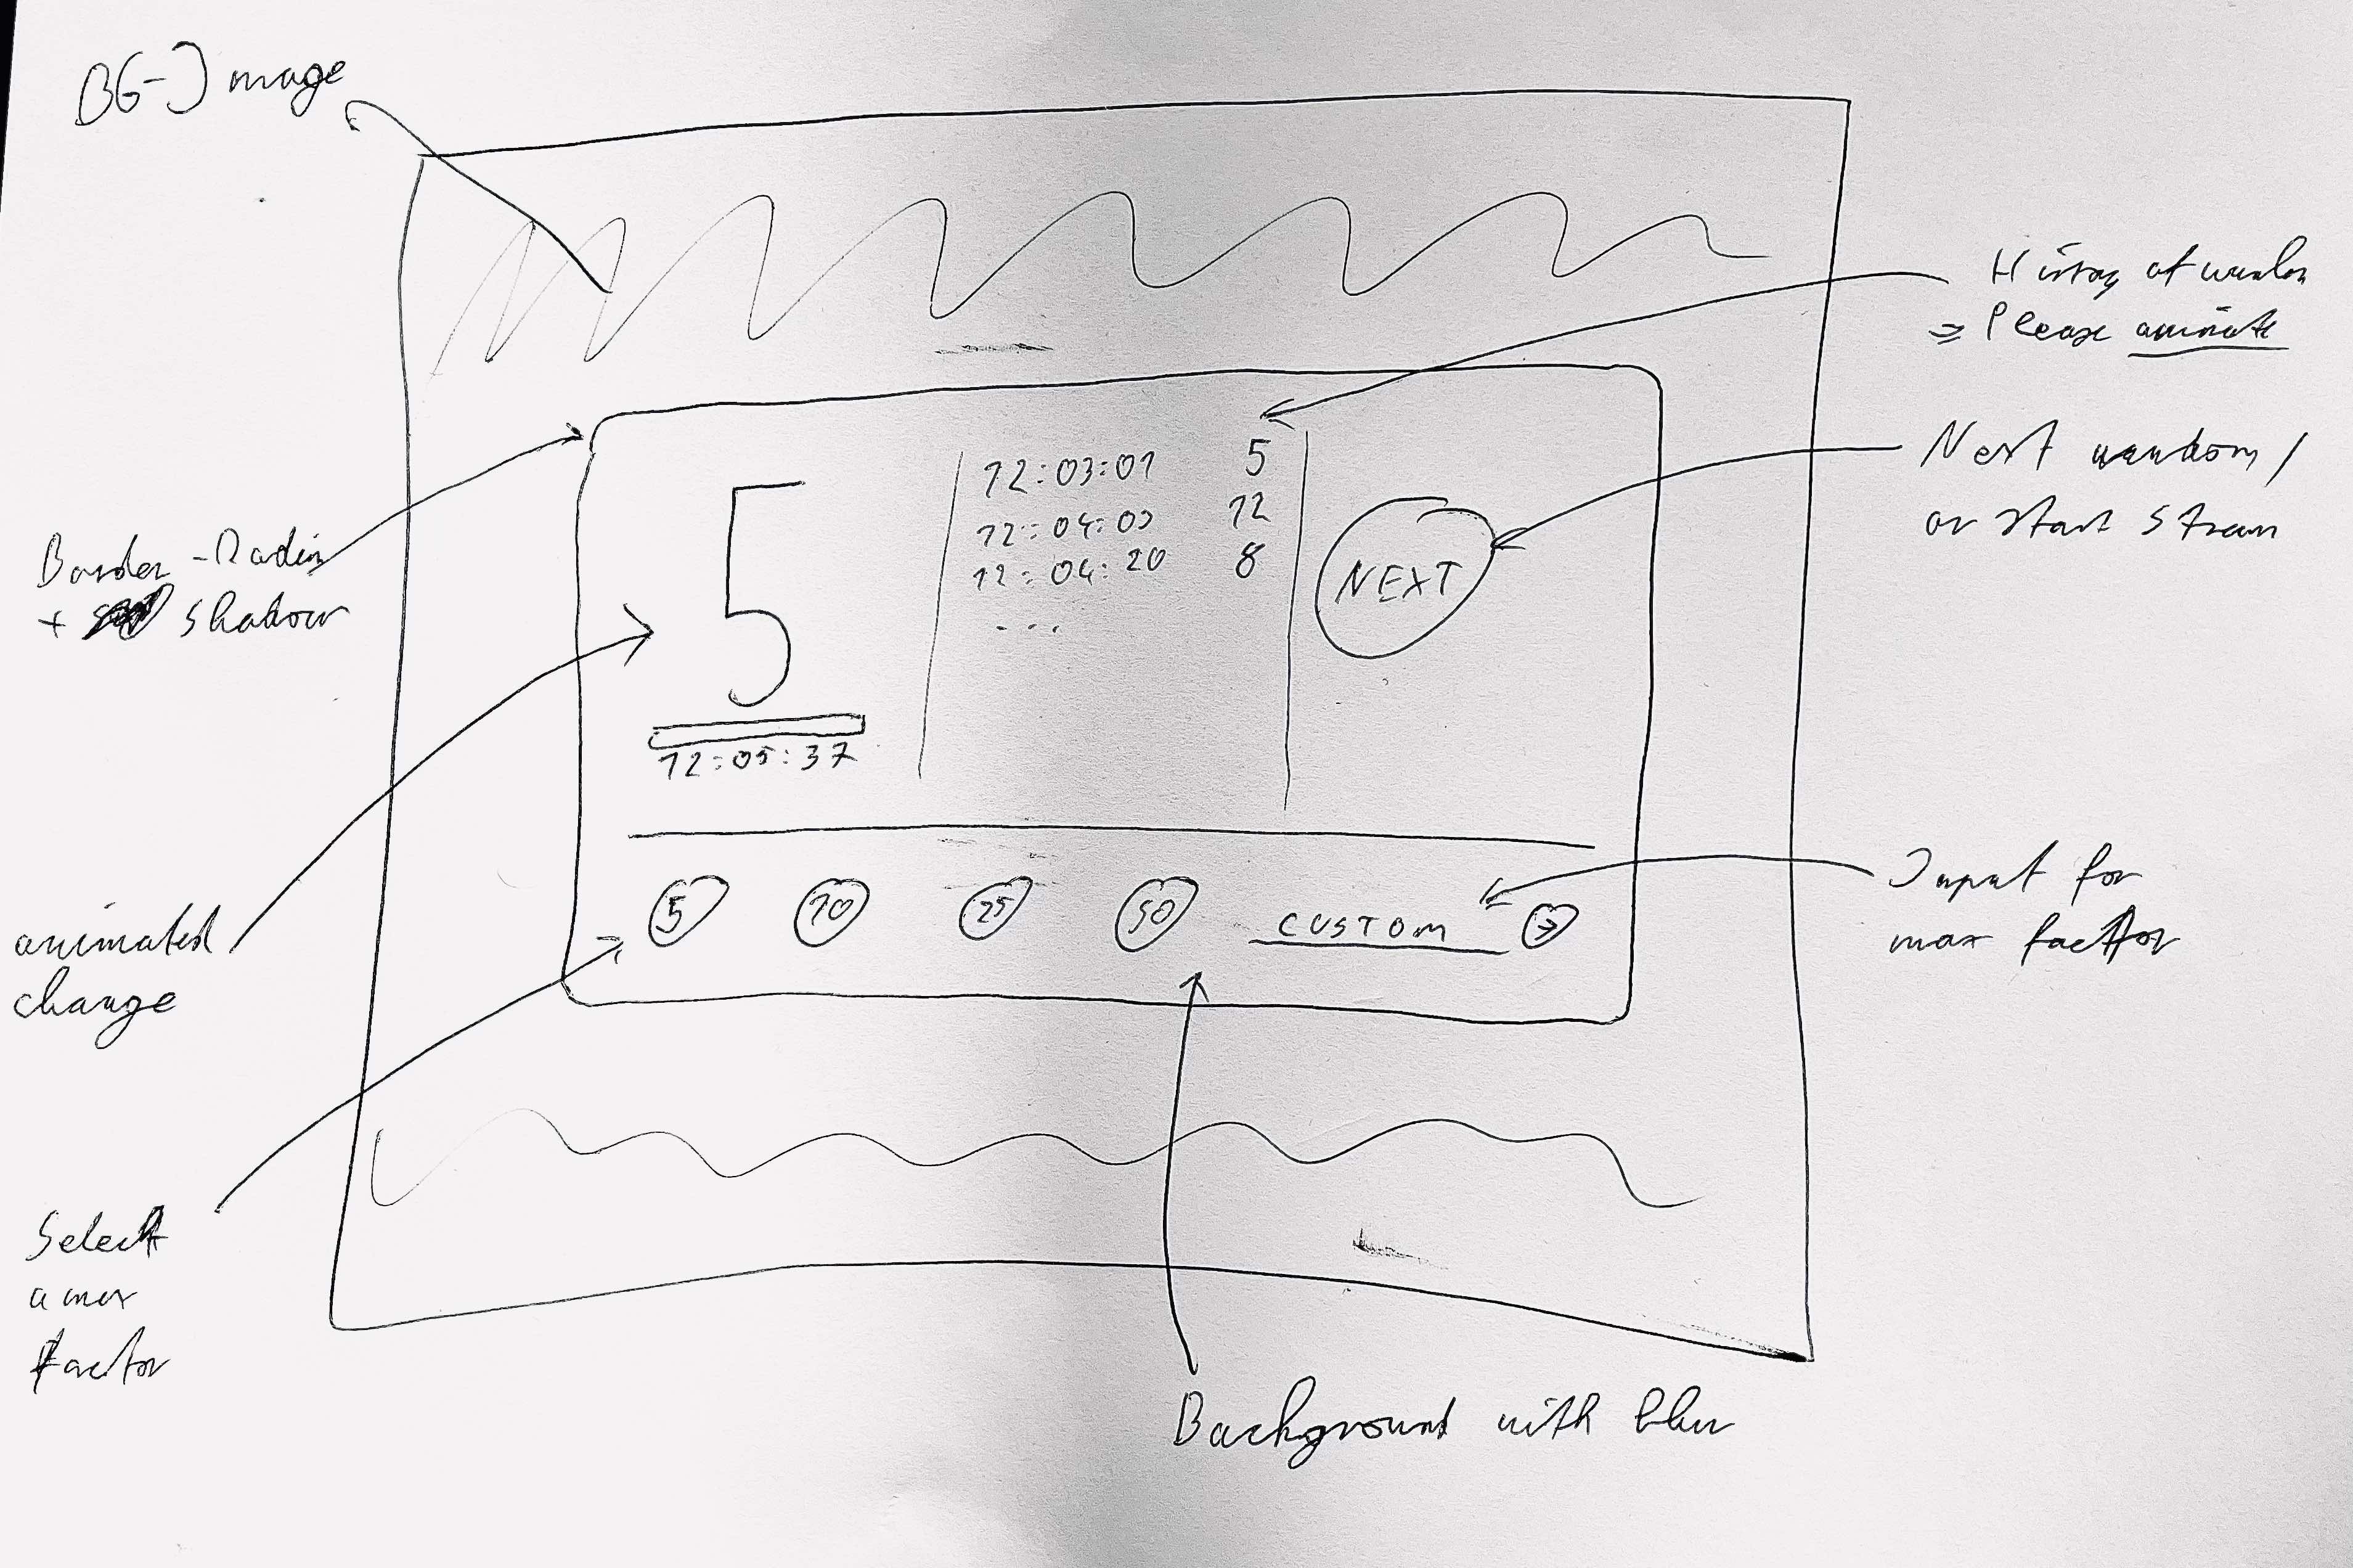 BG-Image
History of
=> Please animate
Border-Radius
+ shadow
Next random /
or start stream
12:03:01 5
12:04:03 12
12:04:20 8
...
5
12:05:37
NEXT
animated
change
Input for
max factor
5 10 25 50 CUSTOM =>
Select
a max
factor
Background with blur